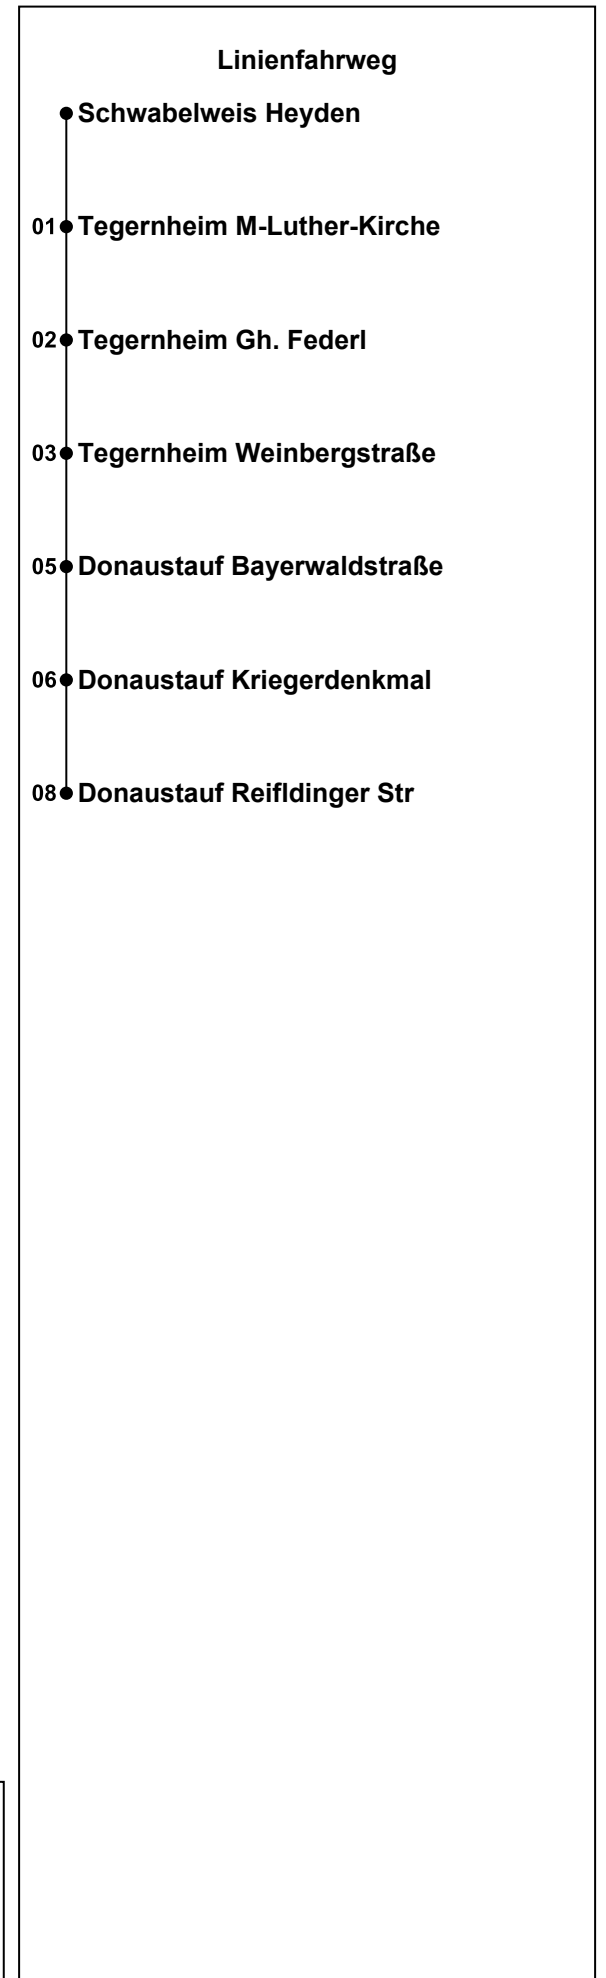 Linienfahrweg
Schwabelweis Heyden
01 Tegernheim M-Luther-Kirche
02 Tegernheim Gh. Federl
03 Tegernheim Weinbergstraße
05 Donaustauf Bayerwaldstraße
06 Donaustauf Kriegerdenkmal
08 Donaustauf Reifldinger Str